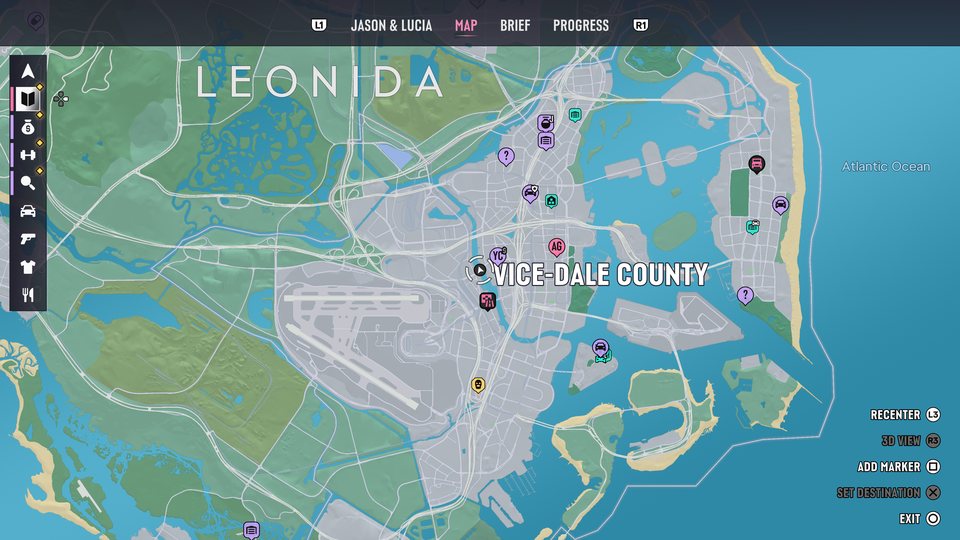 L1 JASON & LUCIA MAP BRIEF PROGRESS R1
LEONIDA
Atlantic Ocean
?
?
YC
AG
VICE-DALE COUNTY
$
RECENTER L3
3D VIEW R3
ADD MARKER
SET DESTINATION
EXIT